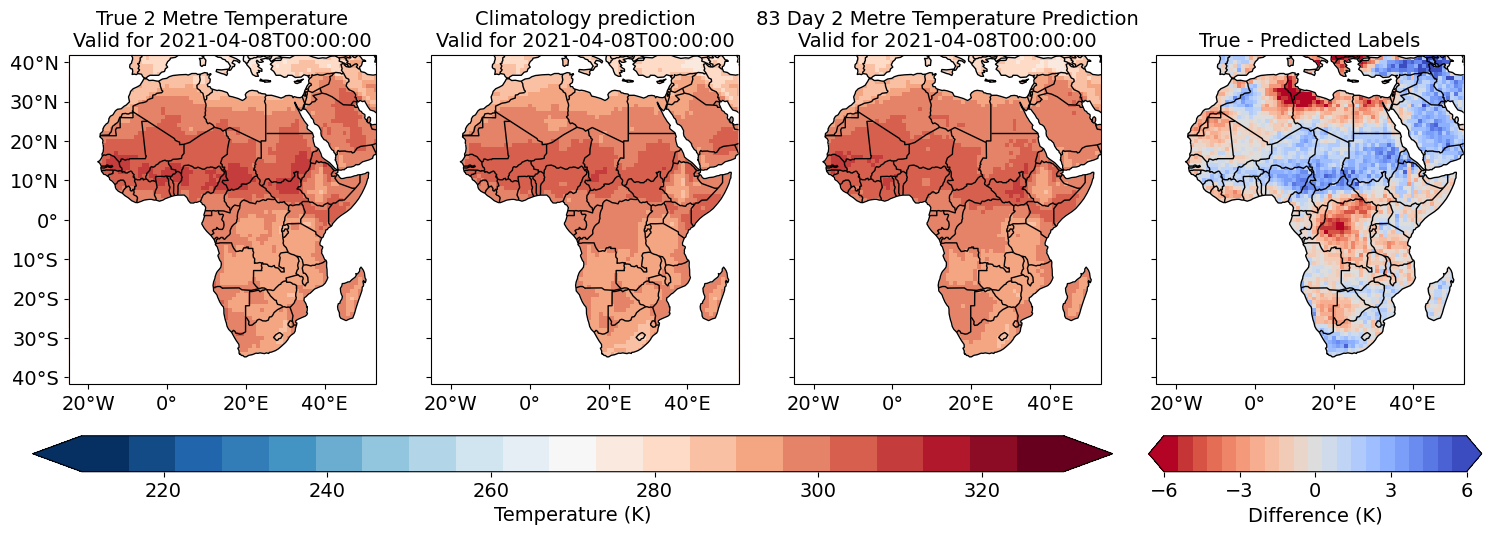 True 2 Metre Temperature
Valid for 2021-04-08T00:00:00
Climatology prediction
Valid for 2021-04-08T00:00:00
83 Day 2 Metre Temperature Prediction
Valid for 2021-04-08T00:00:00
True - Predicted Labels
40°N
30°N
20°N
10°N
0°
10°S
20°S
30°S
40°S
20°W 0° 20°E 40°E
20°W 0° 20°E 40°E
20°W 0° 20°E 40°E
20°W 0° 20°E 40°E
220 240 260 280 300 320
Temperature (K)
−6 −3 0 3 6
Difference (K)